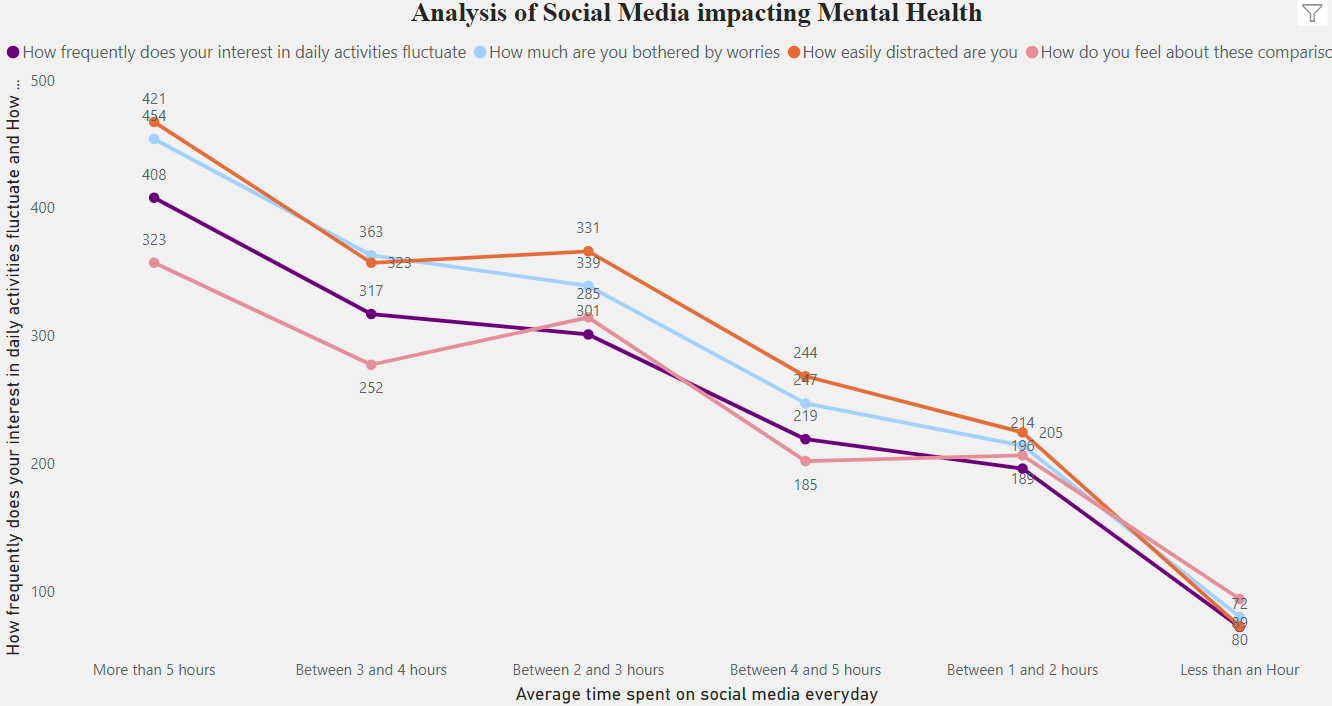 Analysis of Social Media impacting Mental Health
How frequently does your interest in daily activities fluctuate How much are you bothered by worries How easily distracted are you How do you feel about these compariso
How frequently does your interest in daily activities fluctuate and How ...
500
400
300
200
100
421
454
408
323
363
323
317
252
331
339
285
301
244
247
219
185
214
205
196
189
72
80
More than 5 hours
Between 3 and 4 hours
Between 2 and 3 hours
Between 4 and 5 hours
Between 1 and 2 hours
Less than an Hour
Average time spent on social media everyday